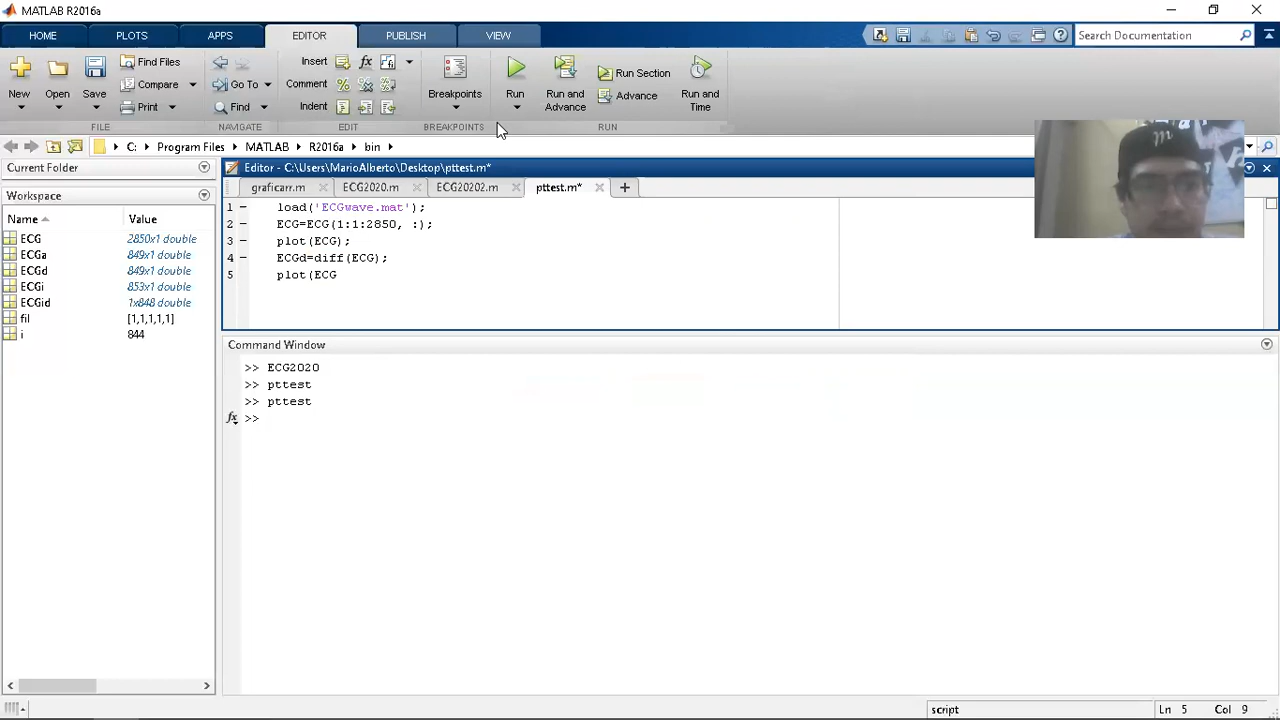 MATLAB R2016a
HOME PLOTS APPS EDITOR PUBLISH VIEW Search Documentation
New Open Save Find Files Compare Print Go To Find Insert Comment Indent Breakpoints Run Run and Advance Run Section Advance Run and Time
FILE NAVIGATE EDIT BREAKPOINTS RUN
C: Program Files MATLAB R2016a bin
Current Folder
Workspace
Name Value
ECG 2850x1 double
ECGa 849x1 double
ECGd 849x1 double
ECGi 853x1 double
ECGid 1x848 double
fil [1,1,1,1,1]
i 844
Editor - C:\Users\MarioAlberto\Desktop\pttest.m*
graficarr.m ECG2020.m ECG20202.m pttest.m*
1 load('ECGwave.mat');
2 ECG=ECG(1:1:2850, :);
3 plot(ECG);
4 ECGd=diff(ECG);
5 plot(ECG
Command Window
>> ECG2020
>> pttest
>> pttest
fx >>
script Ln 5 Col 9